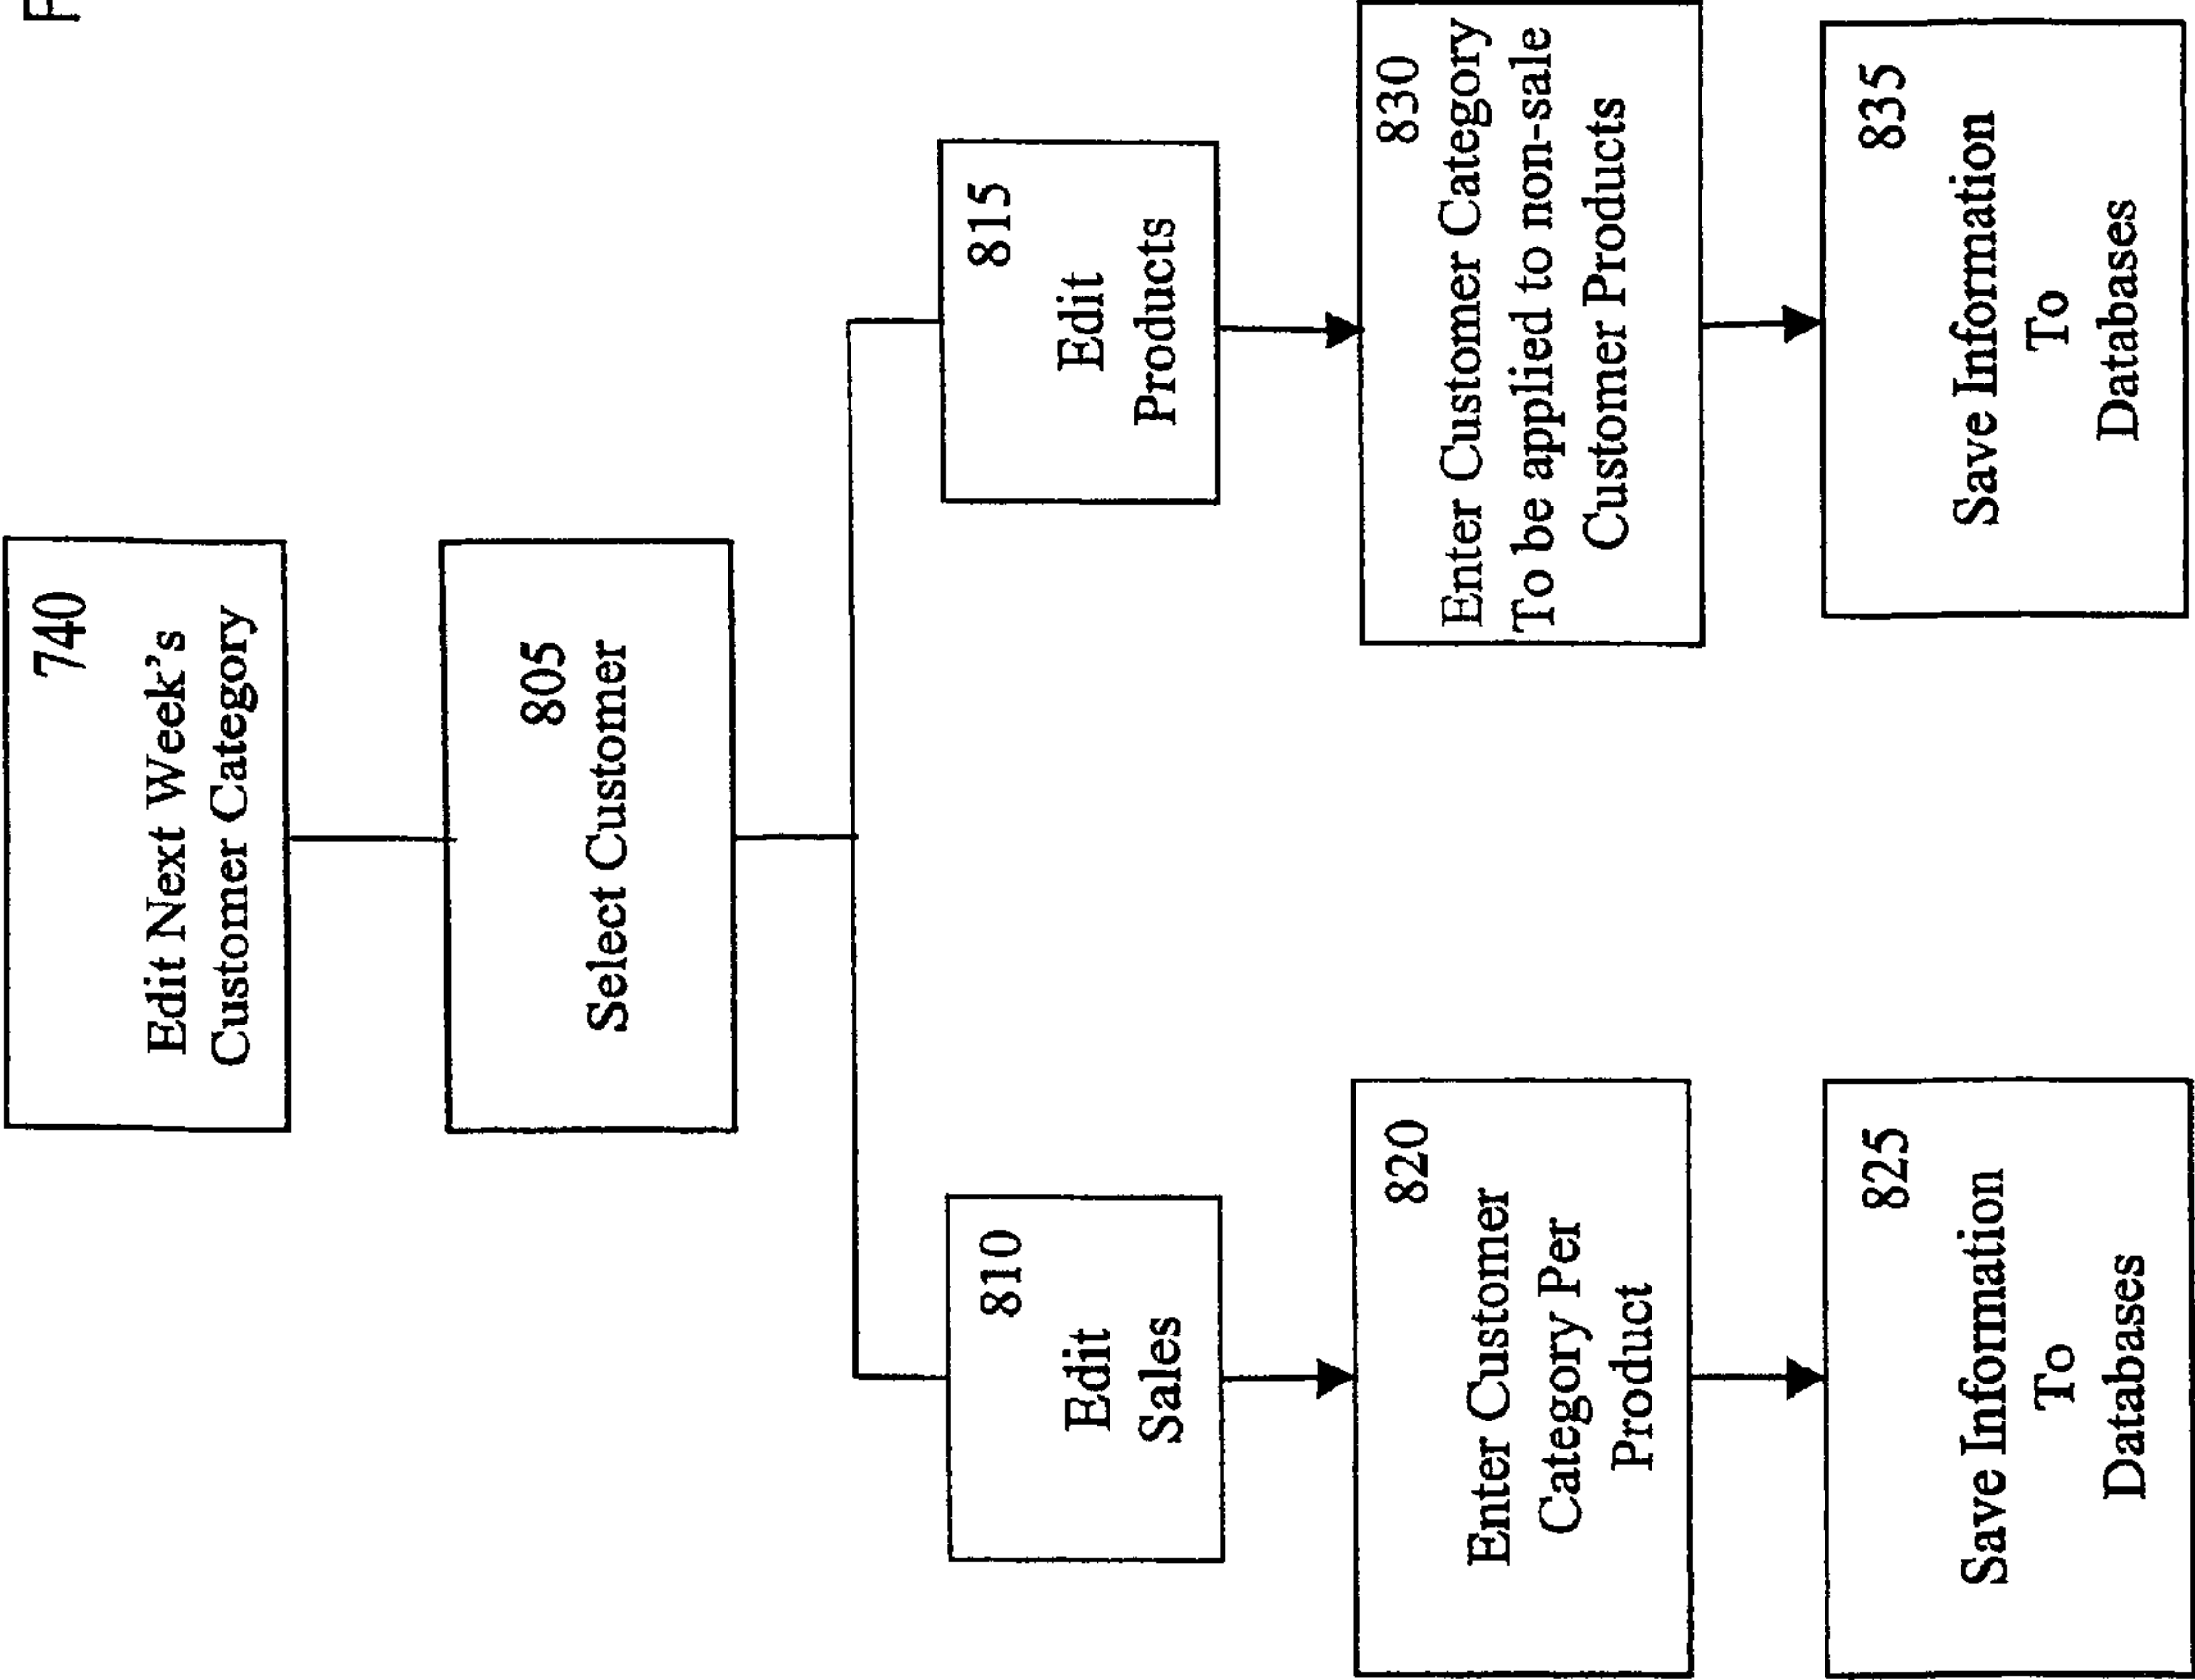 740
Edit Next Week's
Customer Category
805
Select Customer
810
Edit
Sales
815
Edit
Products
820
Enter Customer
Category Per
Product
830
Enter Customer Category
To be applied to non-sale
Customer Products
825
Save Infomation
To
Databases
835
Save Infomation
To
Databases